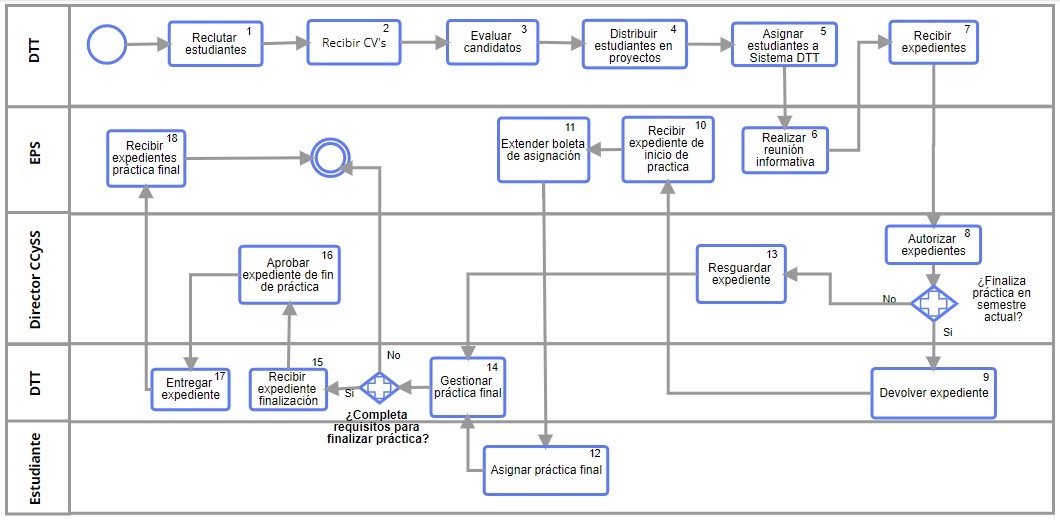 DTT
1
Reclutar
estudiantes
2
Recibir CV's
3
Evaluar
candidatos
4
Distribuir
estudiantes en
proyectos
5
Asignar
estudiantes a
Sistema DTT
7
Recibir
expedientes
EPS
18
Recibir
expedientes
práctica final
11
Extender boleta
de asignación
10
Recibir
expediente de
inicio de
practica
6
Realizar
reunión
informativa
Director CCySS
16
Aprobar
expediente de fin
de práctica
13
Resguardar
expediente
8
Autorizar
expedientes
¿Finaliza
práctica en
semestre
actual?
No
Si
DTT
17
Entregar
expediente
15
Recibir
expediente
finalización
Si
No
¿Completa
requisitos para
finalizar práctica?
14
Gestionar
práctica final
9
Devolver expediente
Estudiante
12
Asignar práctica final